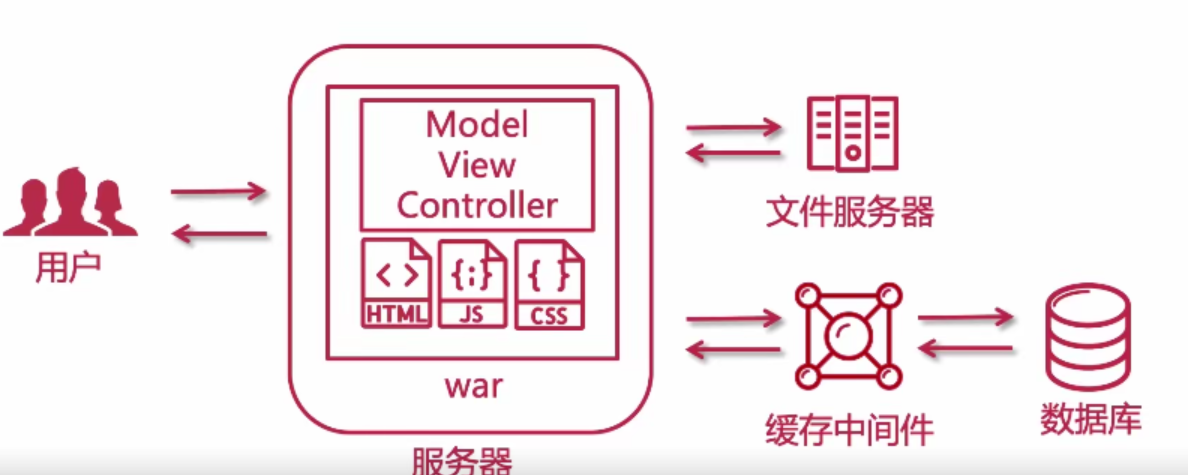 Model
View
Controller
<>
HTML
{;}
JS
{ }
CSS
war
服务器
用户
文件服务器
缓存中间件
数据库